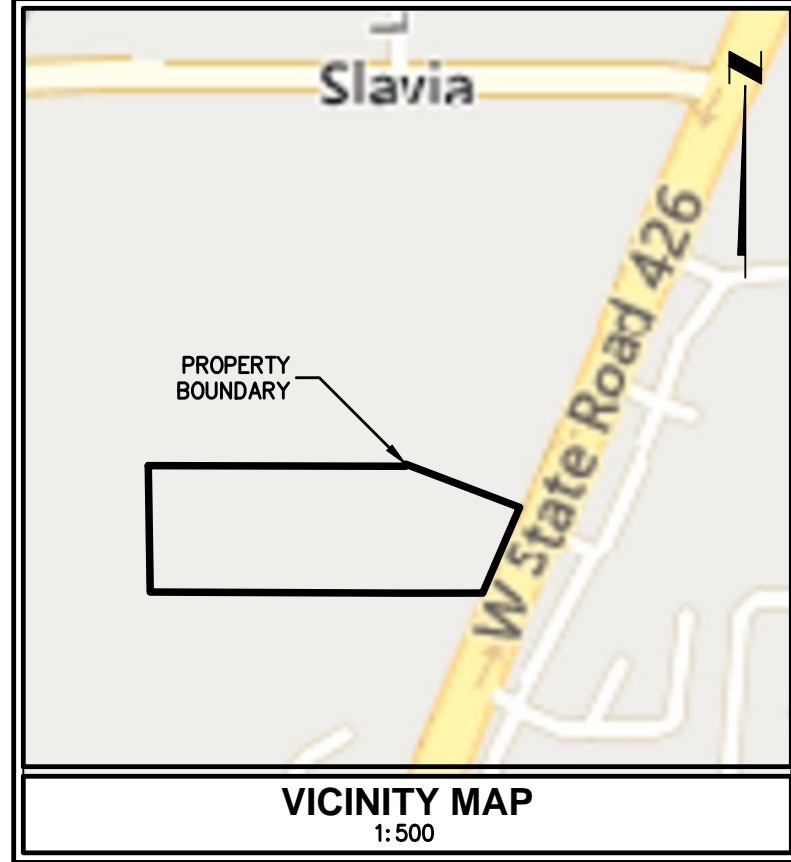 Slavia
N
W State Road 426
PROPERTY
BOUNDARY
VICINITY MAP
1:500